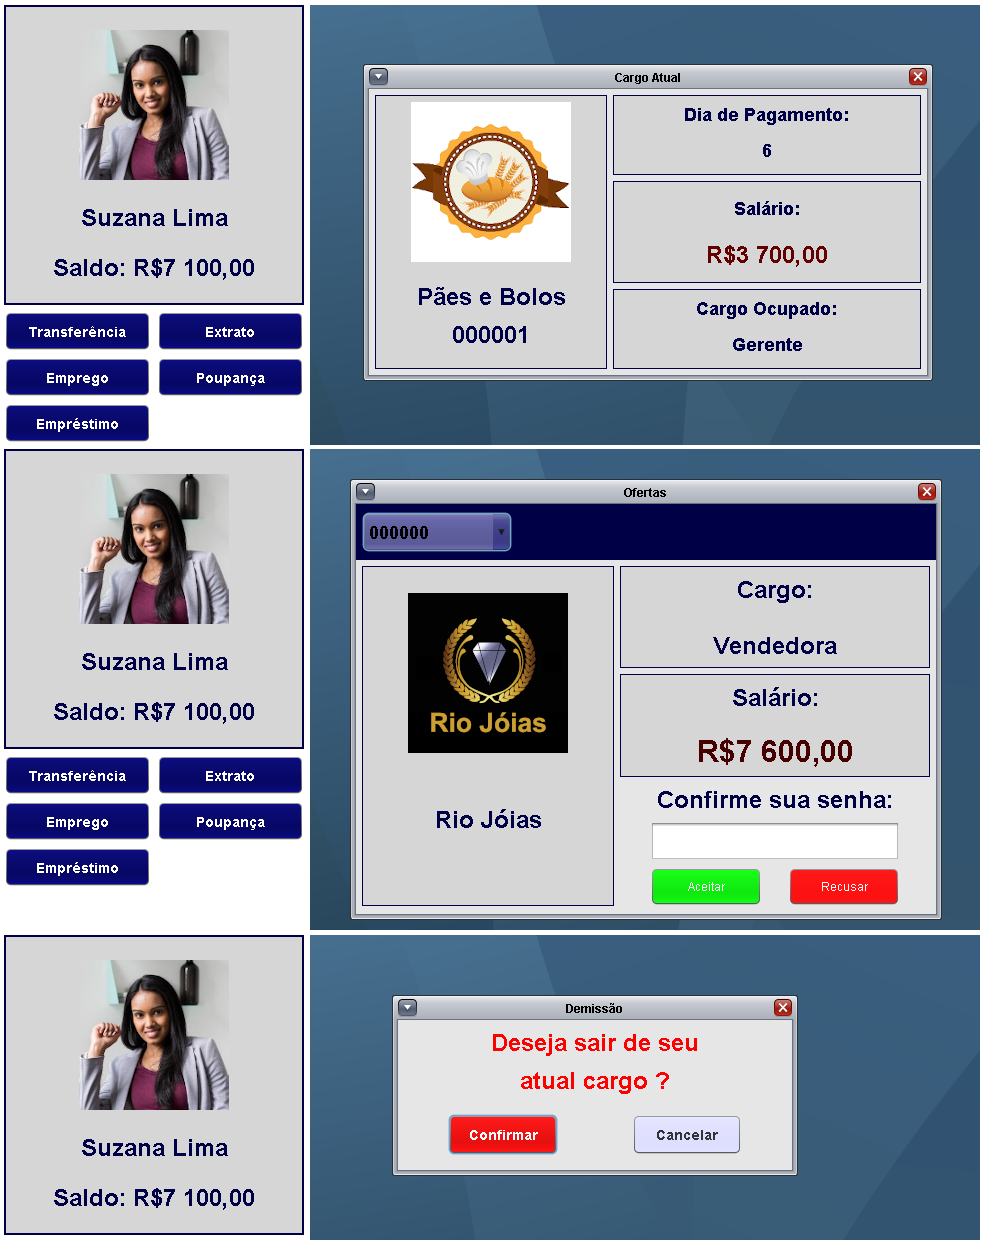 Suzana Lima
Saldo: R$7 100,00
Transferência
Extrato
Emprego
Poupança
Empréstimo
Cargo Atual
Pães e Bolos
000001
Dia de Pagamento:
6
Salário:
R$3 700,00
Cargo Ocupado:
Gerente
Suzana Lima
Saldo: R$7 100,00
Transferência
Extrato
Emprego
Poupança
Empréstimo
Ofertas
000000
Rio Jóias
Rio Jóias
Cargo:
Vendedora
Salário:
R$7 600,00
Confirme sua senha:
Aceitar
Recusar
Suzana Lima
Saldo: R$7 100,00
Demissão
Deseja sair de seu
atual cargo ?
Confirmar
Cancelar